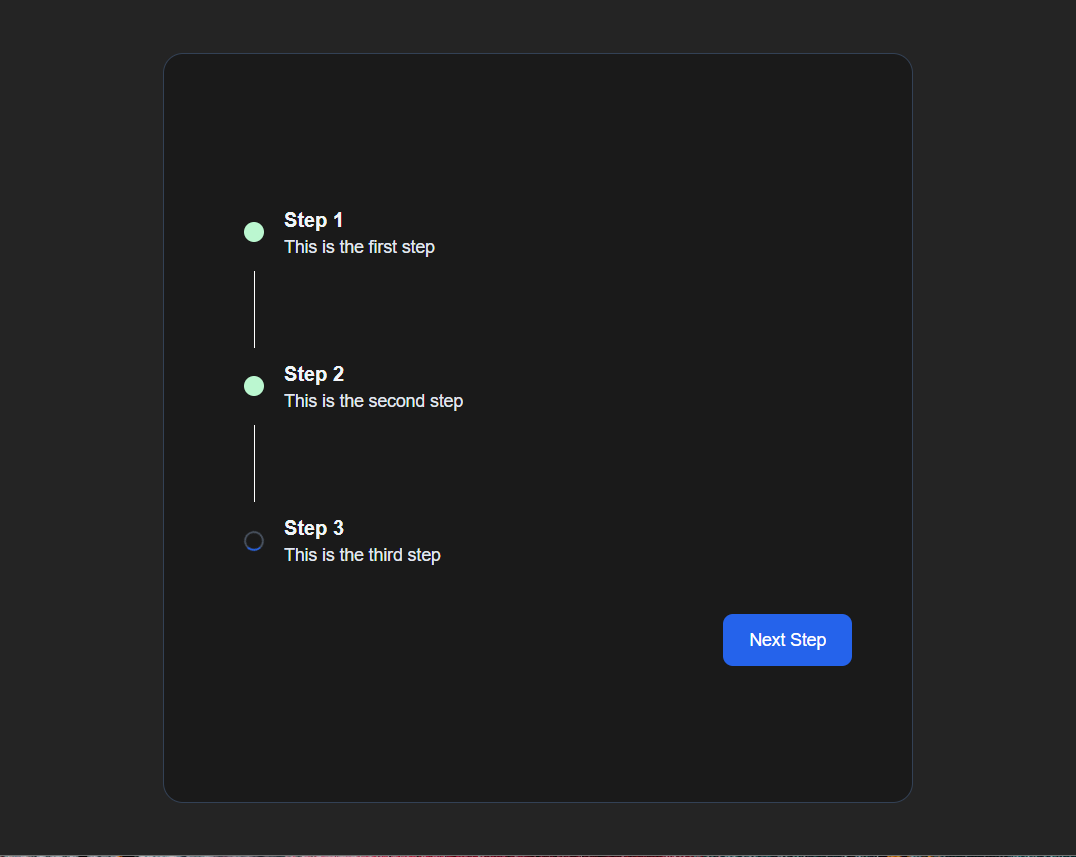 Step 1
This is the first step
Step 2
This is the second step
Step 3
This is the third step
Next Step